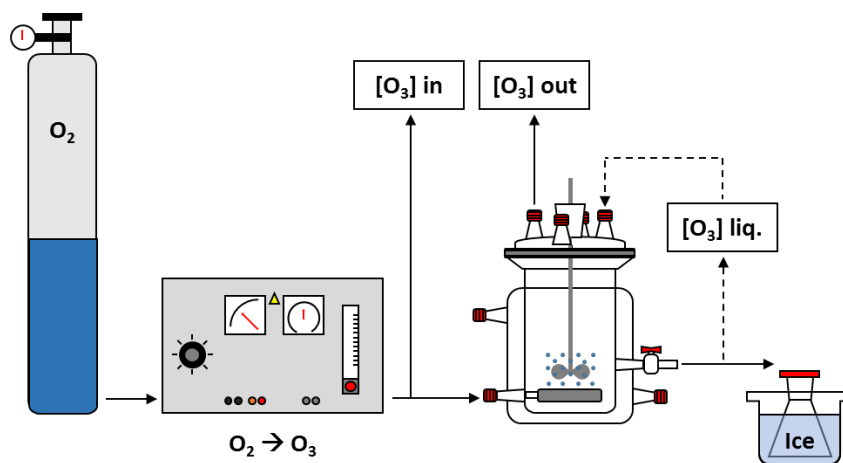 [O₃] in
[O₃] out
O₂
[O₃] liq.
Ice
O₂ → O₃